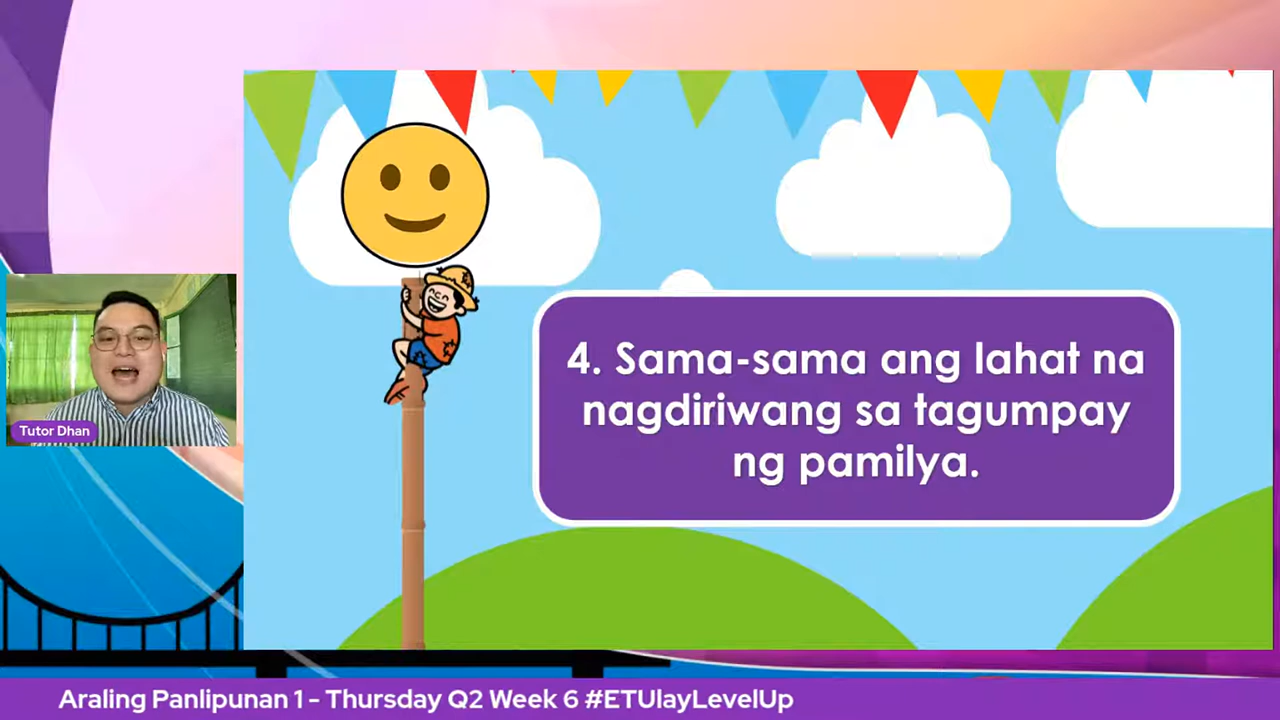 4. Sama-sama ang lahat na
nagdiriwang sa tagumpay
ng pamilya.
Tutor Dhan
Araling Panlipunan 1 - Thursday Q2 Week 6 #ETUlayLevelUp